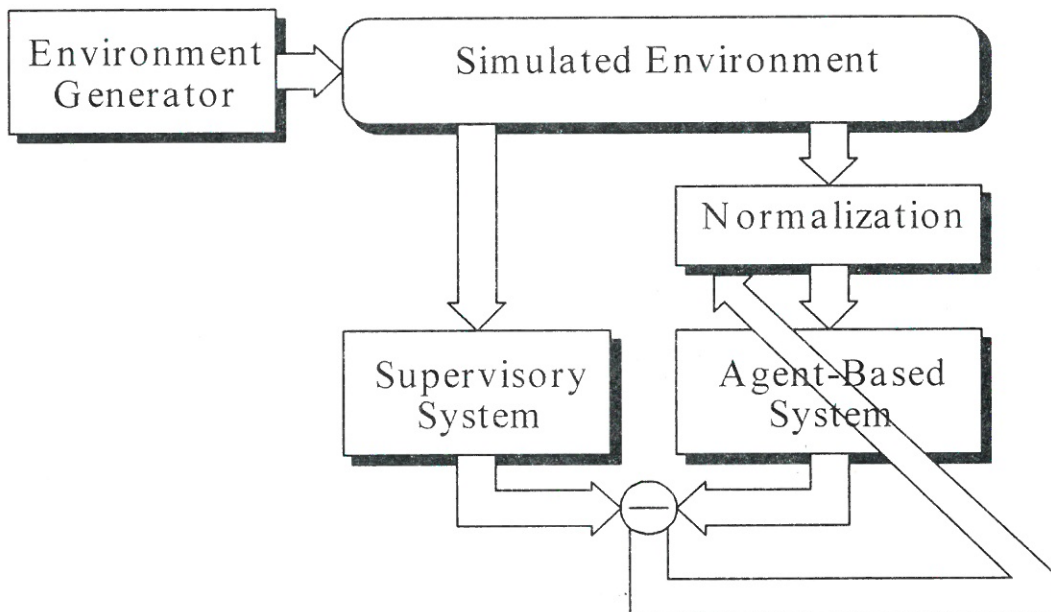 Environment
Generator
Simulated Environment
Normalization
Supervisory
System
Agent-Based
System